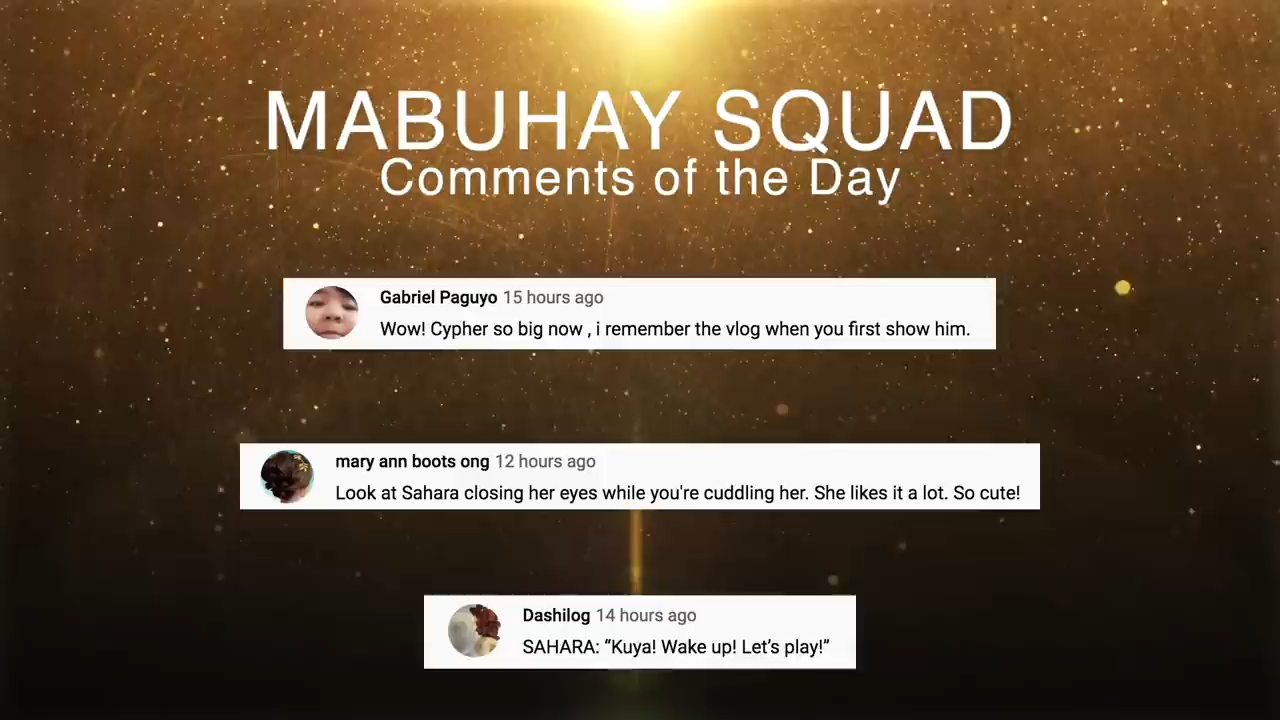 MABUHAY SQUAD
Comments of the Day
Gabriel Paguyo 15 hours ago
Wow! Cypher so big now , i remember the vlog when you first show him.
mary ann boots ong 12 hours ago
Look at Sahara closing her eyes while you're cuddling her. She likes it a lot. So cute!
Dashilog 14 hours ago
SAHARA: “Kuya! Wake up! Let’s play!”